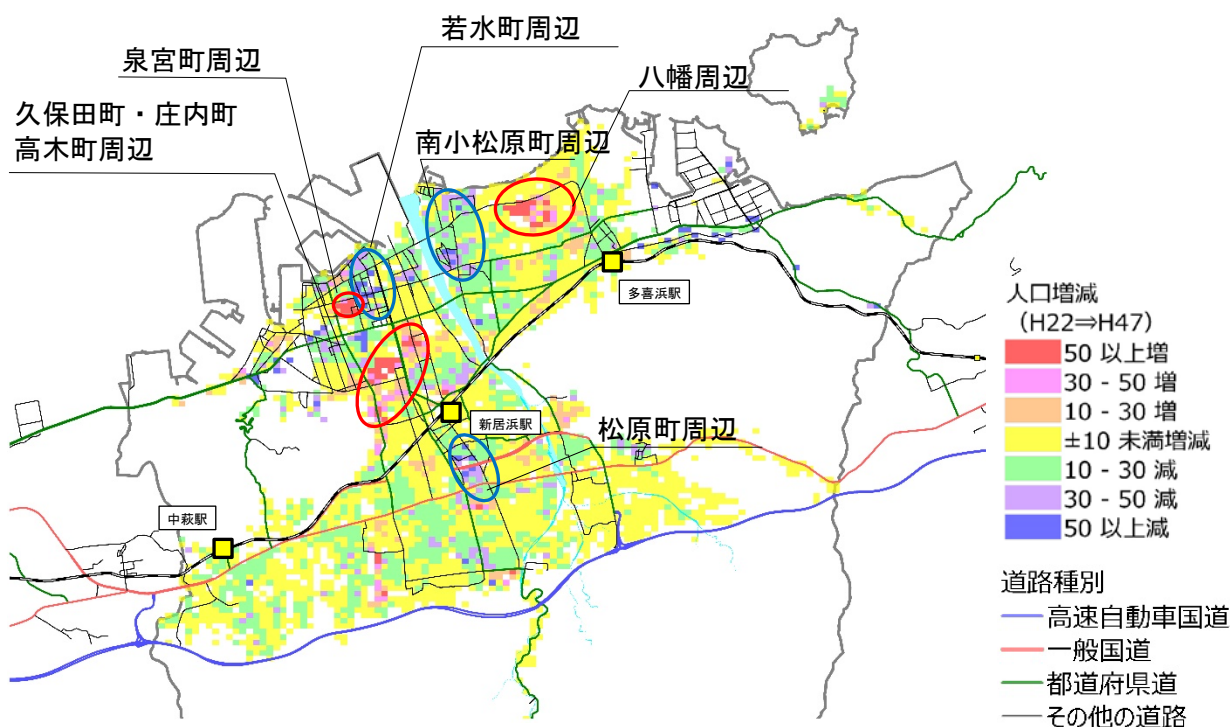 若水町周辺
泉宮町周辺
八幡周辺
久保田町・庄内町
高木町周辺
南小松原町周辺
多喜浜駅
新居浜駅
松原町周辺
中萩駅
人口増減
(H22⇒H47)
50 以上増
30 - 50 増
10 - 30 増
±10 未満増減
10 - 30 減
30 - 50 減
50 以上減
道路種別
高速自動車国道
一般国道
都道府県道
その他の道路